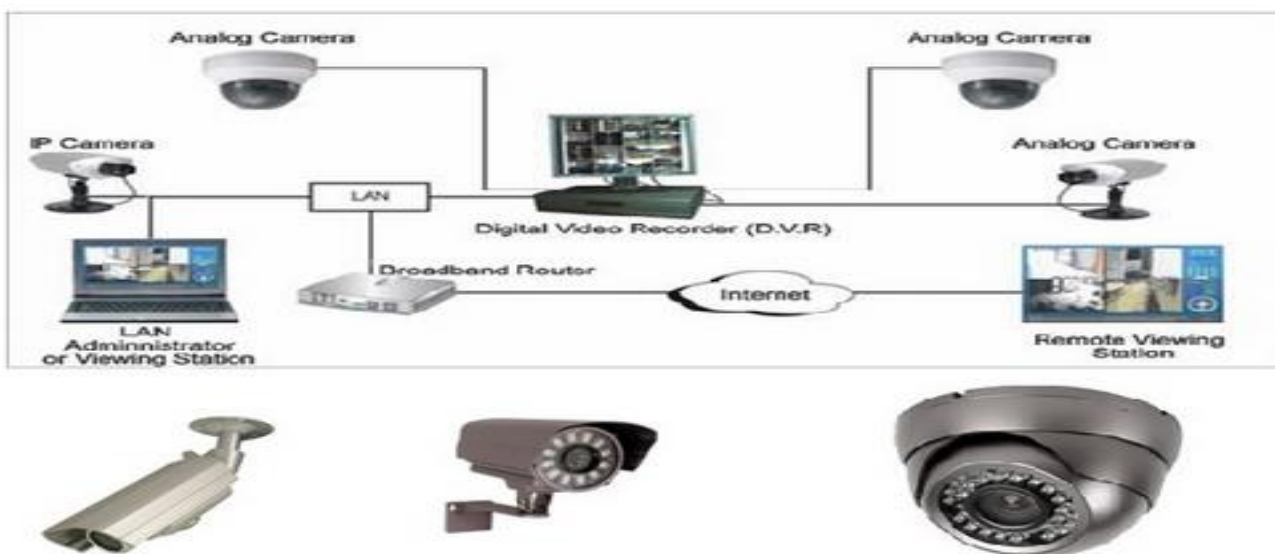 Analog Camera
Analog Camera
IP Camera
Analog Camera
LAN
Digital Video Recorder (D.V.R)
Broadband Router
Internet
LAN
Adminnistrator
or Viewing Station
Remote Viewing
Station